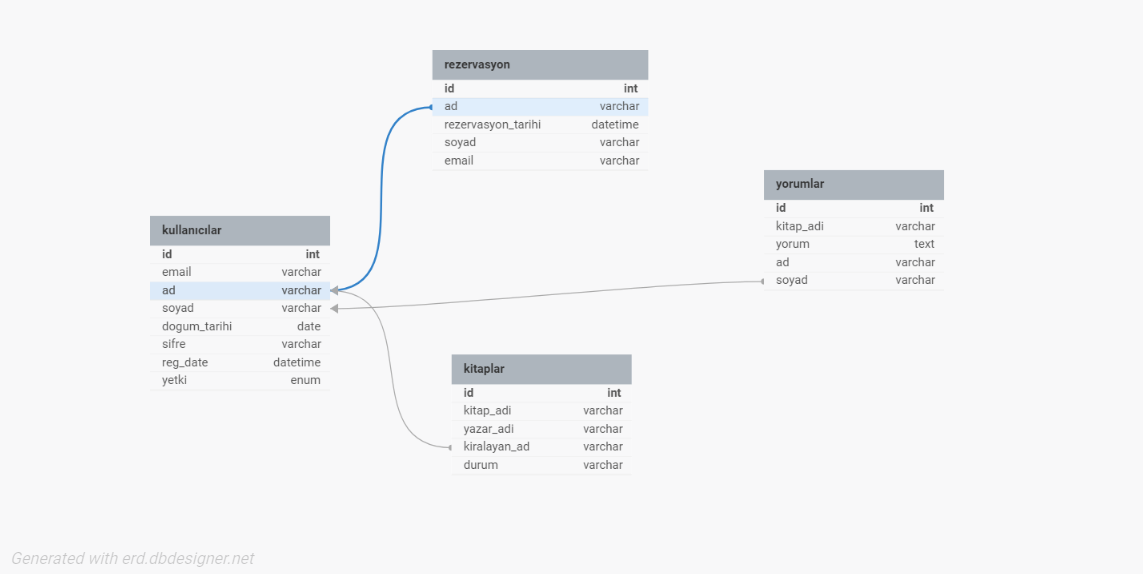 rezervasyon
id int
ad varchar
rezervasyon_tarihi datetime
soyad varchar
email varchar
yorumlar
id int
kitap_adi varchar
yorum text
ad varchar
soyad varchar
kullanıcılar
id int
email varchar
ad varchar
soyad varchar
dogum_tarihi date
sifre varchar
reg_date datetime
yetki enum
kitaplar
id int
kitap_adi varchar
yazar_adi varchar
kiralayan_ad varchar
durum varchar
Generated with erd.dbdesigner.net